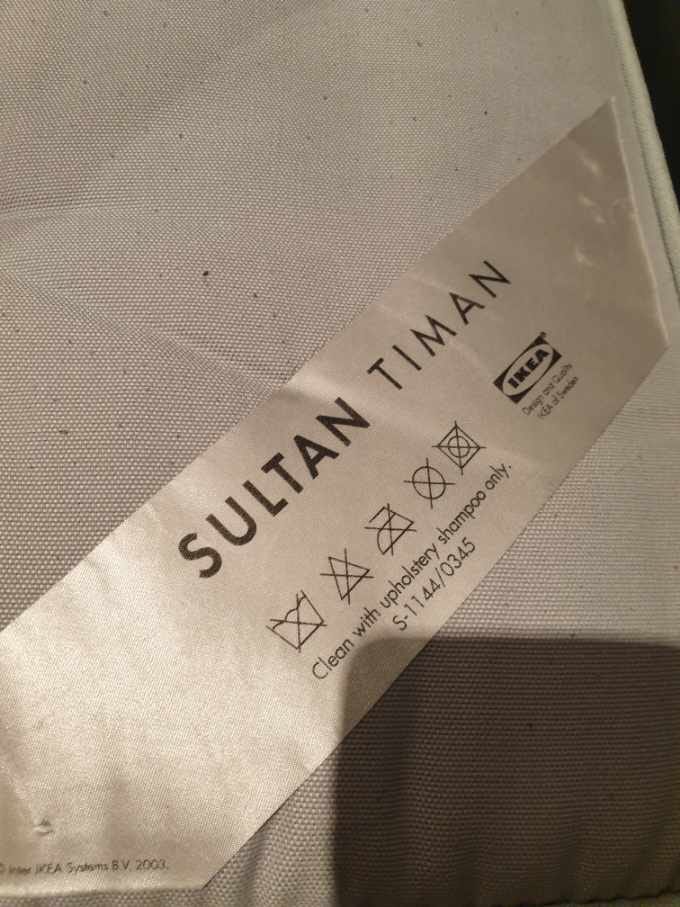 SULTAN TIMAN
IKEA®
Design and Quality
IKEA of Sweden
Clean with upholstery shampoo only.
S-1144/0345
© Inter IKEA Systems B.V. 2003.